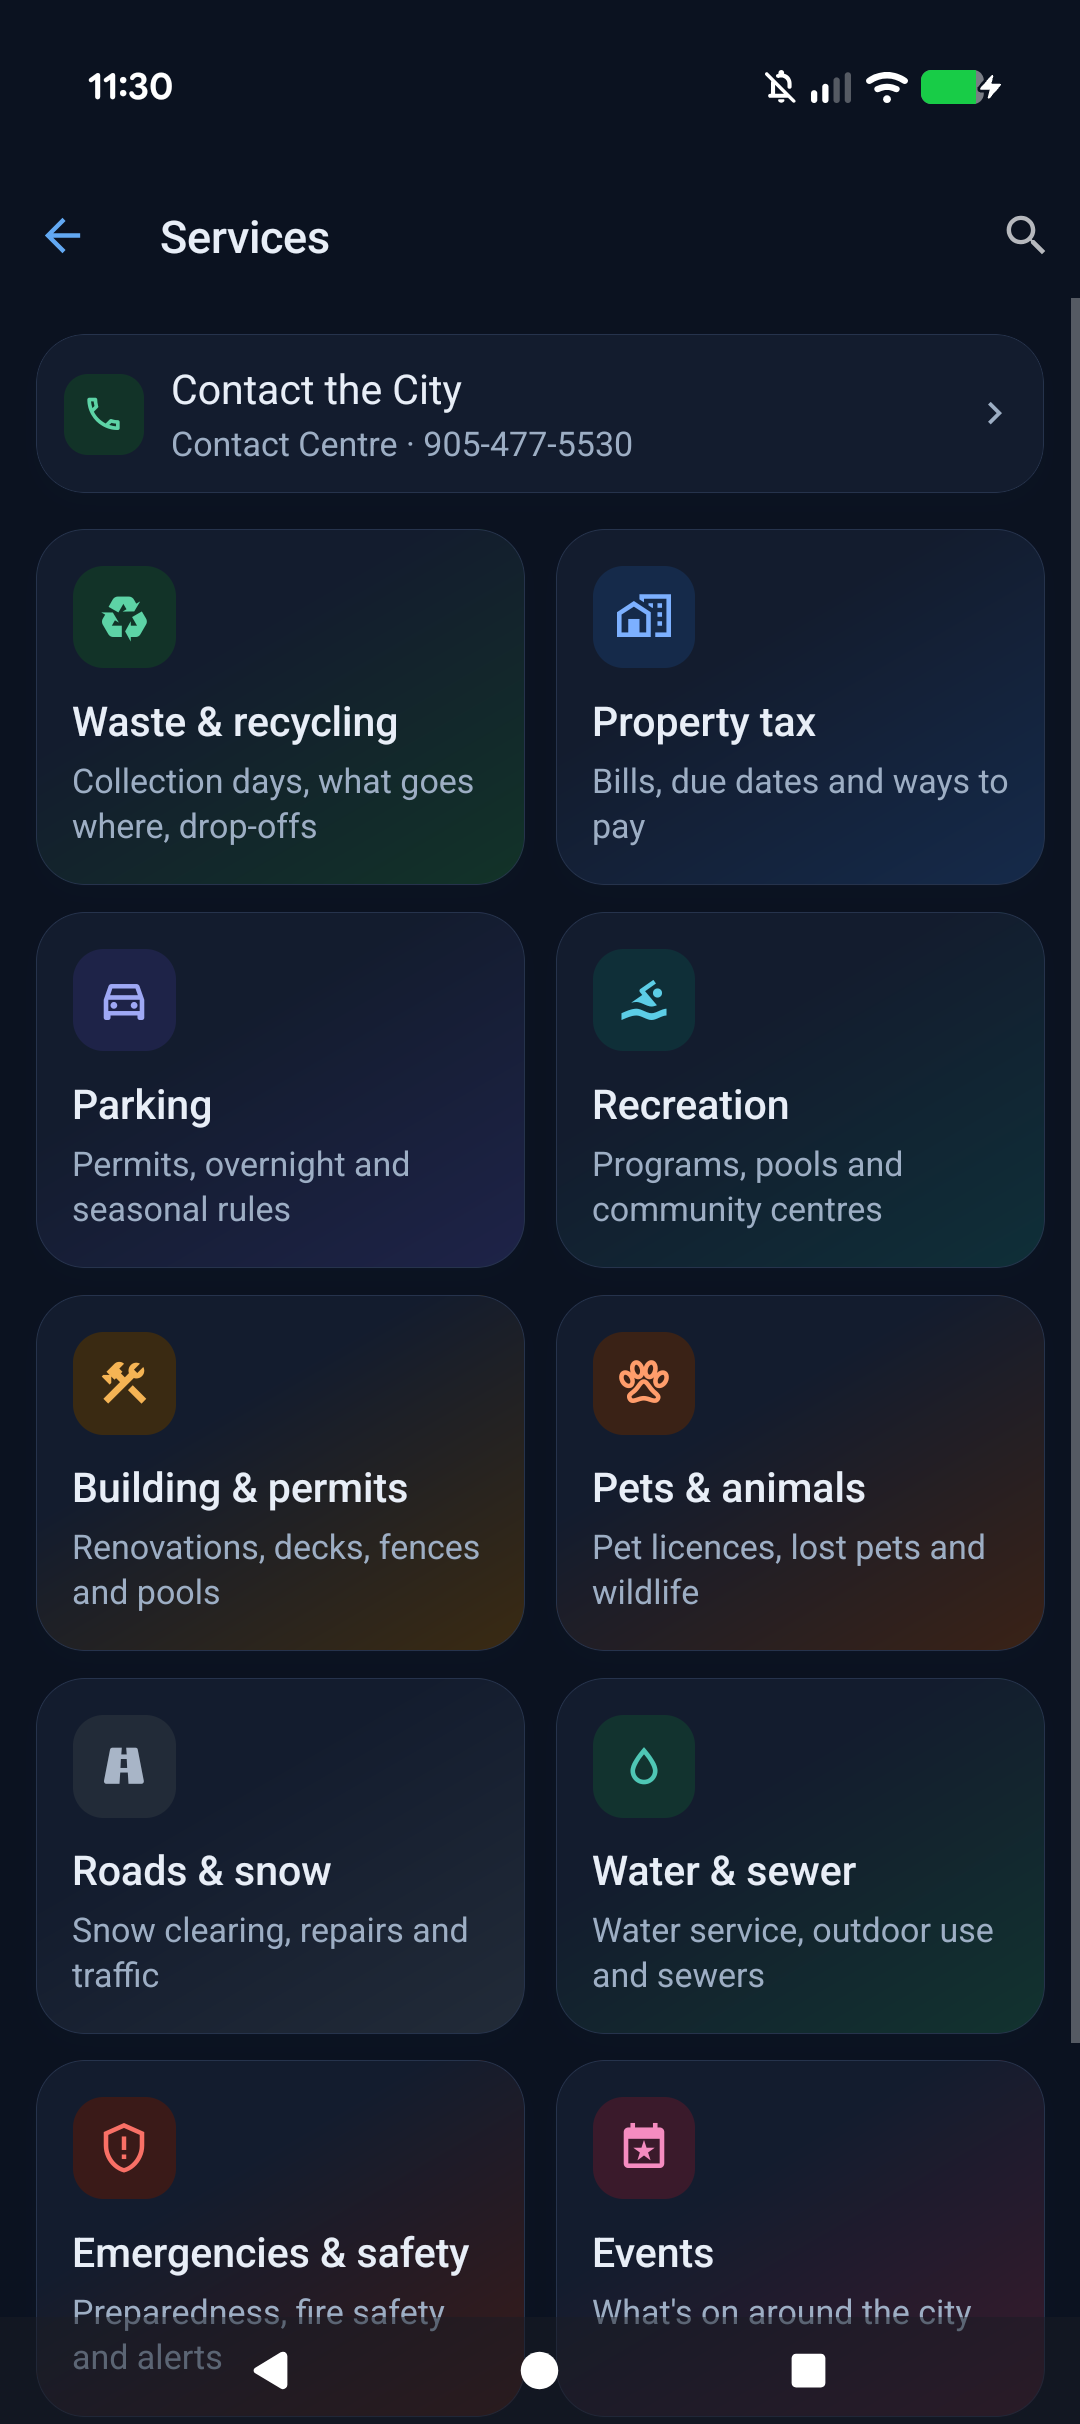 11:30
Services
Contact the City
Contact Centre · 905-477-5530
Waste & recycling
Collection days, what goes
where, drop-offs
Property tax
Bills, due dates and ways to
pay
Parking
Permits, overnight and
seasonal rules
Recreation
Programs, pools and
community centres
Building & permits
Renovations, decks, fences
and pools
Pets & animals
Pet licences, lost pets and
wildlife
Roads & snow
Snow clearing, repairs and
traffic
Water & sewer
Water service, outdoor use
and sewers
Emergencies & safety
Preparedness, fire safety
and alerts
Events
What's on around the city